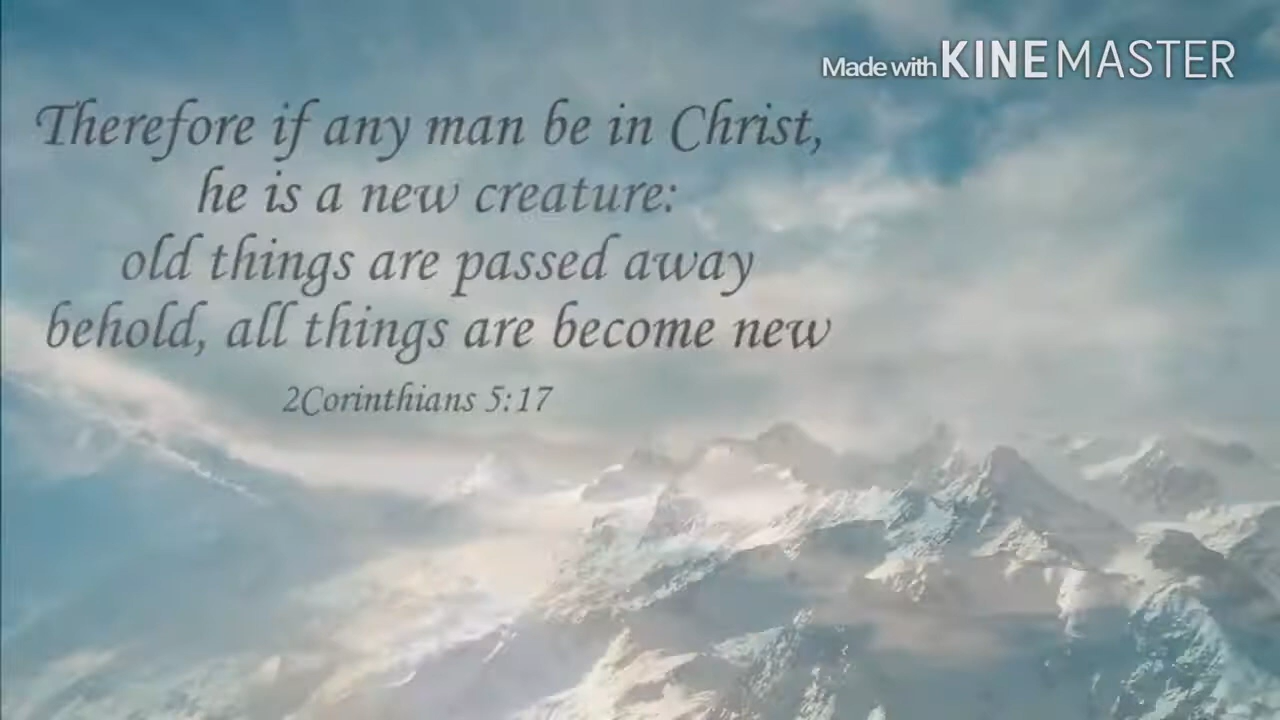 Made with KINEMASTER
Therefore if any man be in Christ,
he is a new creature:
old things are passed away
behold, all things are become new
2Corinthians 5:17